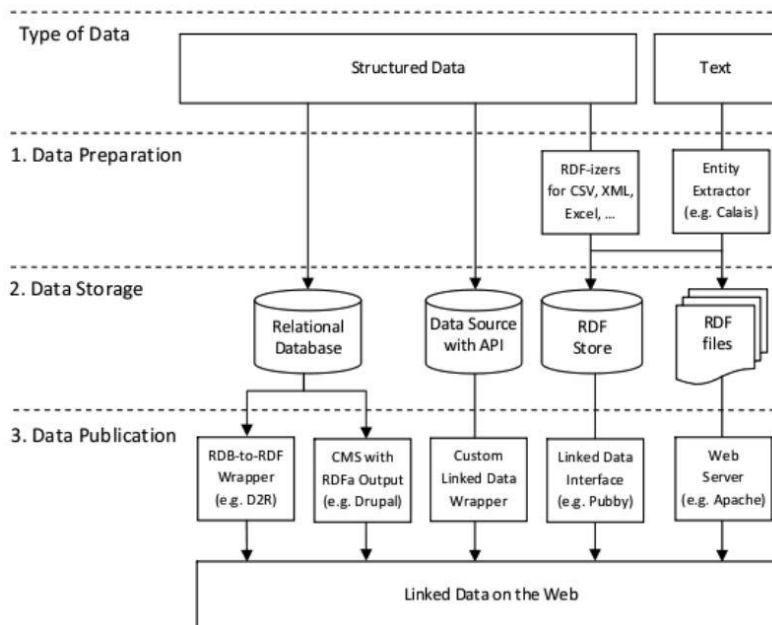 Type of Data
Structured Data
Text
1. Data Preparation
RDF-izers
for CSV, XML,
Excel, ...
Entity
Extractor
(e.g. Calais)
2. Data Storage
Relational
Database
Data Source
with API
RDF
Store
RDF
files
3. Data Publication
RDB-to-RDF
Wrapper
(e.g. D2R)
CMS with
RDFa Output
(e.g. Drupal)
Custom
Linked Data
Wrapper
Linked Data
Interface
(e.g. Pubby)
Web
Server
(e.g. Apache)
Linked Data on the Web